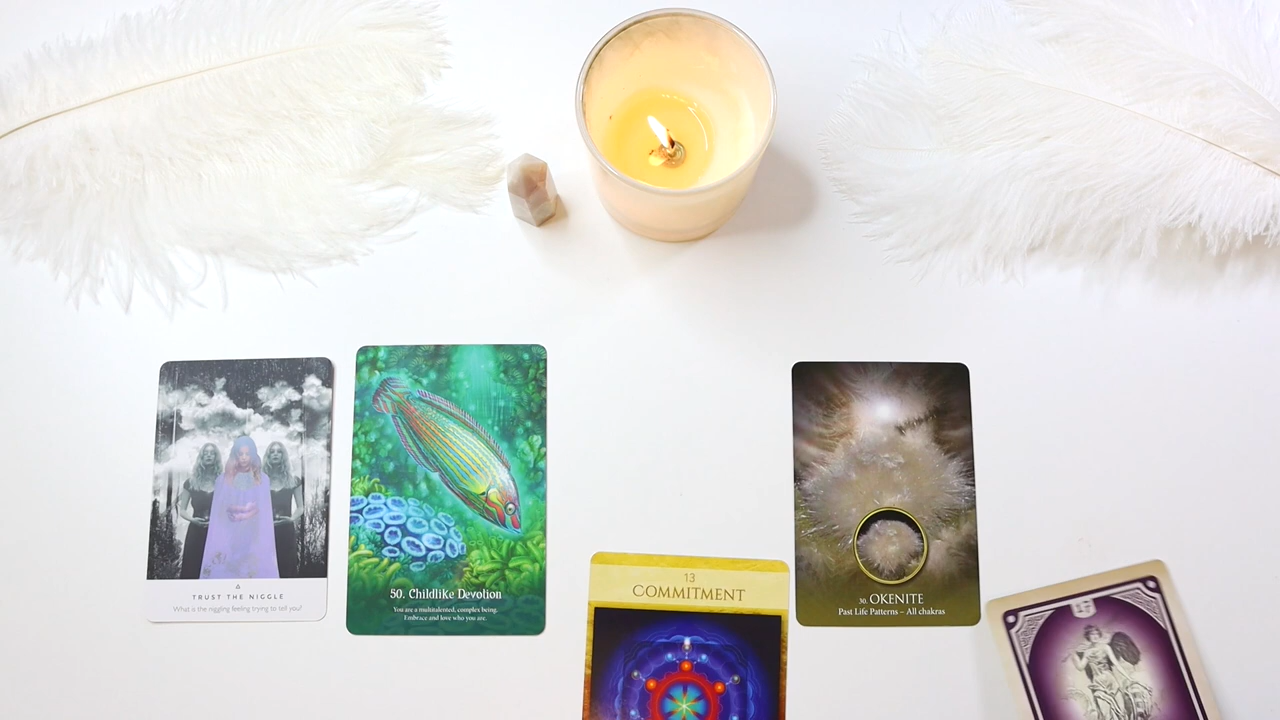 TRUST THE NIGGLE
What is the niggling feeling trying to tell you?
50. Childlike Devotion
You are a multitalented, complex being.
Embrace and love who you are.
13
COMMITMENT
30. OKENITE
Past Life Patterns – All chakras